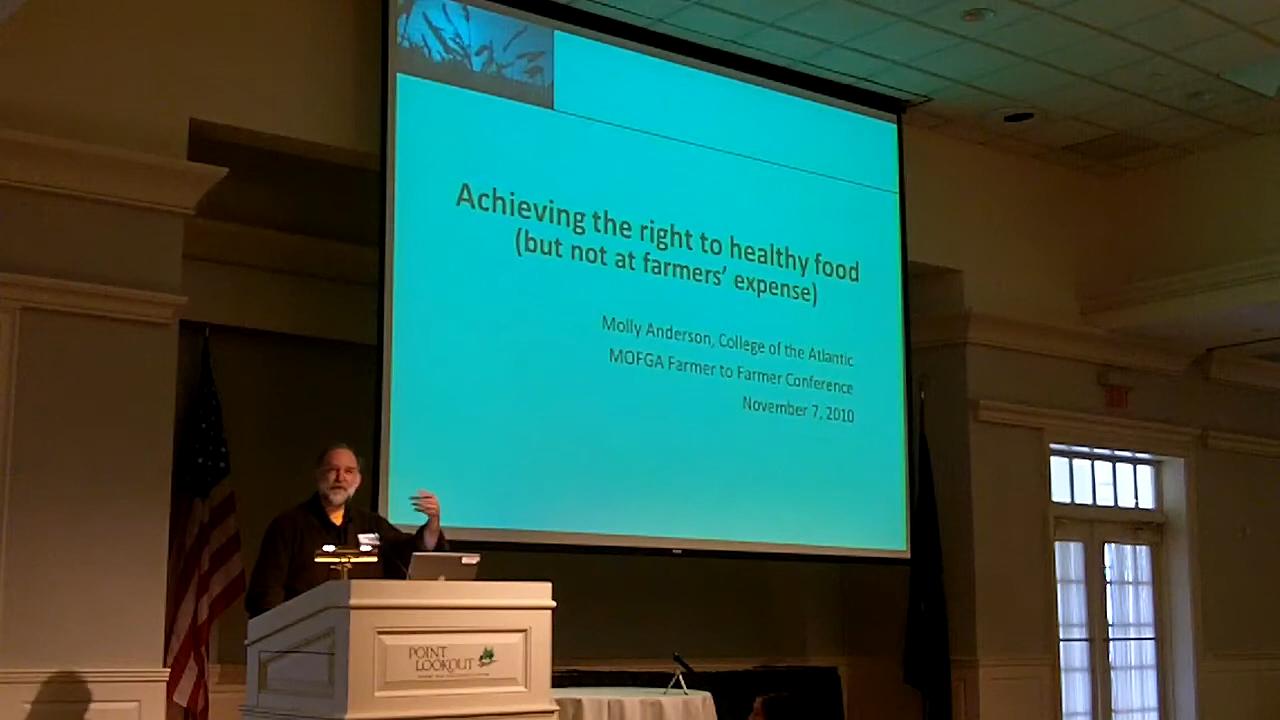 Achieving the right to healthy food
(but not at farmers' expense)
Molly Anderson, College of the Atlantic
MOFGA Farmer to Farmer Conference
November 7, 2010
POINT
LOOKOUT